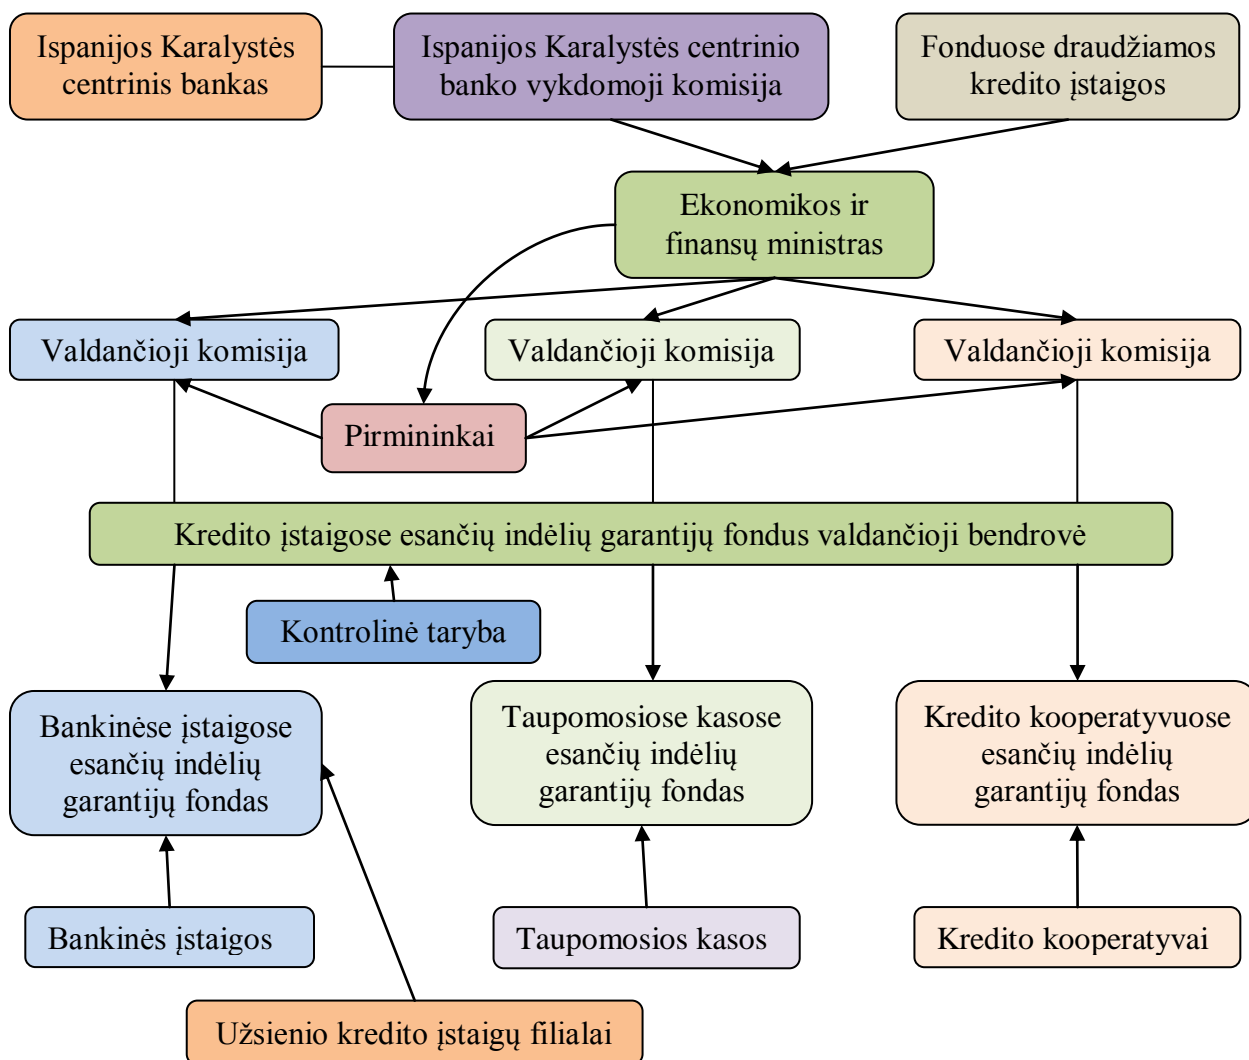 Ispanijos Karalystės
centrinis bankas
Ispanijos Karalystės centrinio
banko vykdomoji komisija
Fonduose draudžiamos
kredito įstaigos
Ekonomikos ir
finansų ministras
Valdančioji komisija
Valdančioji komisija
Valdančioji komisija
Pirmininkai
Kredito įstaigose esančių indėlių garantijų fondus valdančioji bendrovė
Kontrolinė taryba
Bankinėse įstaigose
esančių indėlių
garantijų fondas
Taupomosiose kasose
esančių indėlių
garantijų fondas
Kredito kooperatyvuose
esančių indėlių
garantijų fondas
Bankinės įstaigos
Taupomosios kasos
Kredito kooperatyvai
Užsienio kredito įstaigų filialai